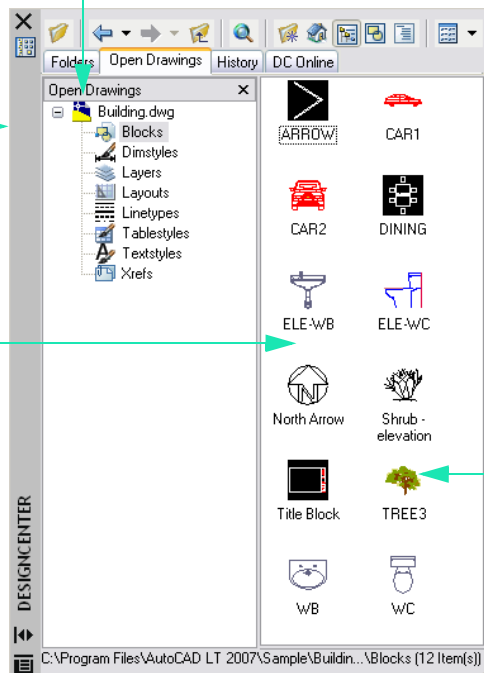 Folders Open Drawings History DC Online
Open Drawings
Building.dwg
Blocks
Dimstyles
Layers
Layouts
Linetypes
Tablestyles
Textstyles
Xrefs
ARROW CAR1
CAR2 DINING
ELE-WB ELE-WC
North Arrow Shrub -
elevation
Title Block TREE3
WB WC
DESIGNCENTER
C:\Program Files\AutoCAD LT 2007\Sample\Buildin...\Blocks (12 Item(s))